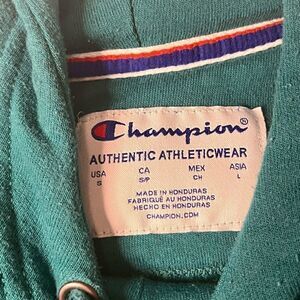 Champion
AUTHENTIC ATHLETICWEAR
USA CA MEX ASIA
S S/P CH L
MADE IN HONDURAS
FABRIQUÉ AU HONDURAS
HECHO EN HONDURAS
CHAMPION.COM